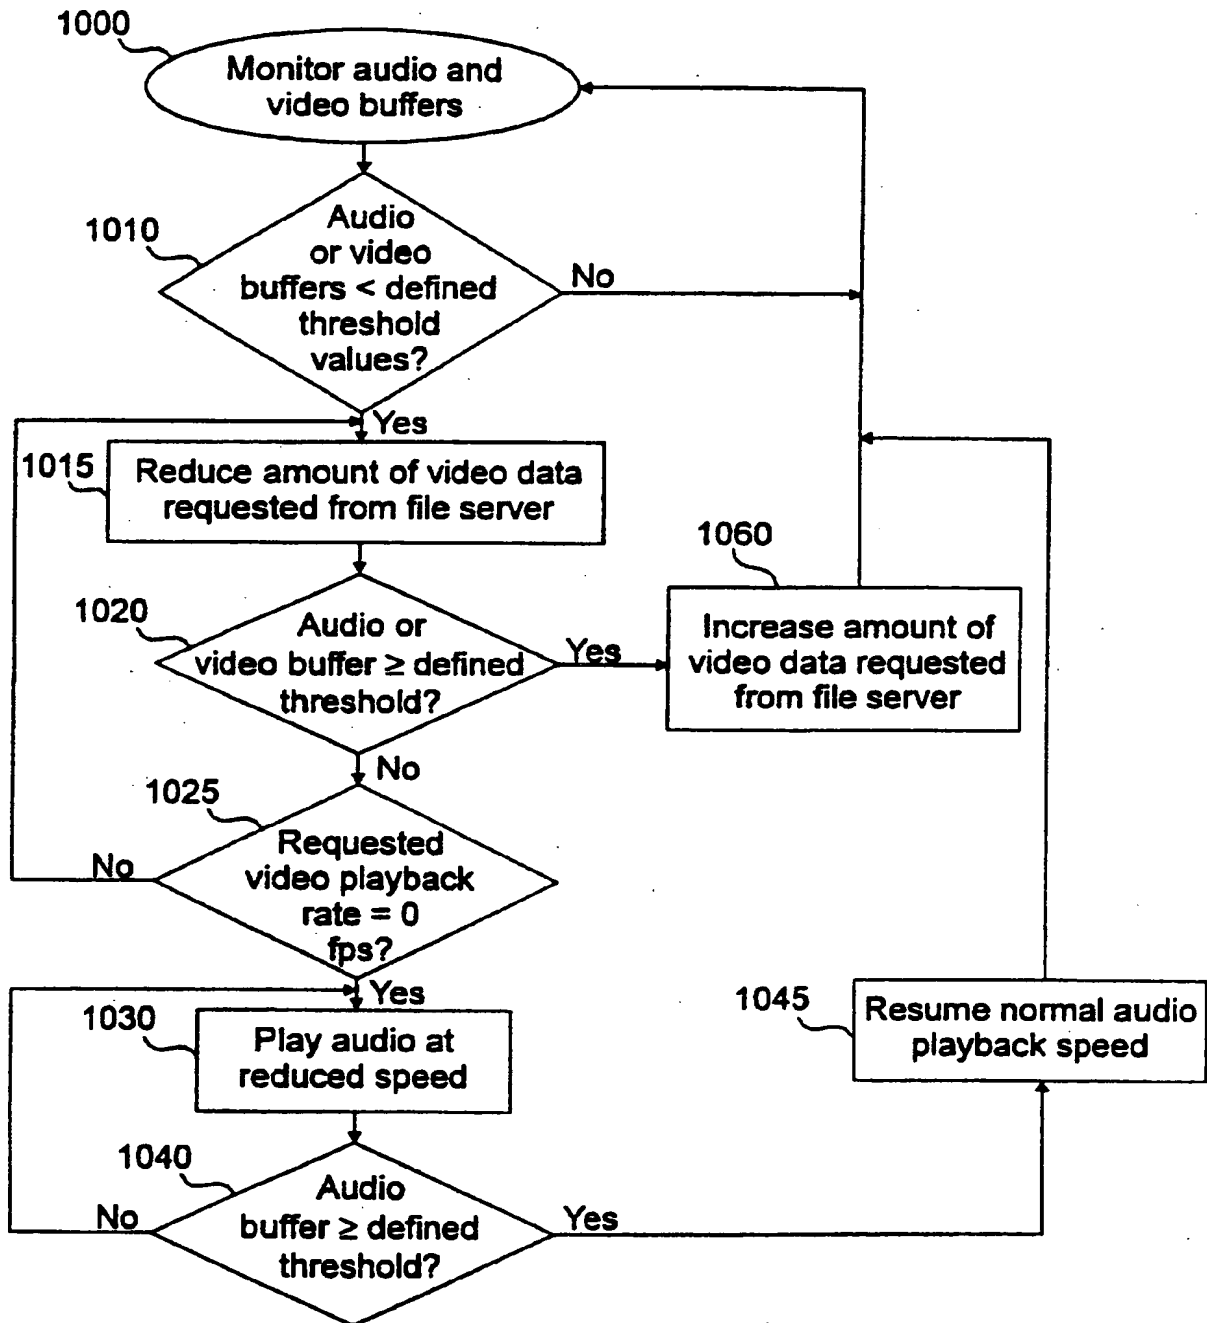 1000
Monitor audio and
video buffers
1010
Audio
or video
buffers < defined
threshold
values?
No
Yes
1015
Reduce amount of video data
requested from file server
1020
Audio or
video buffer ≥ defined
threshold?
Yes
1060
Increase amount of
video data requested
from file server
No
1025
Requested
video playback
rate = 0
fps?
No
Yes
1030
Play audio at
reduced speed
1045
Resume normal audio
playback speed
1040
Audio
buffer ≥ defined
threshold?
No
Yes